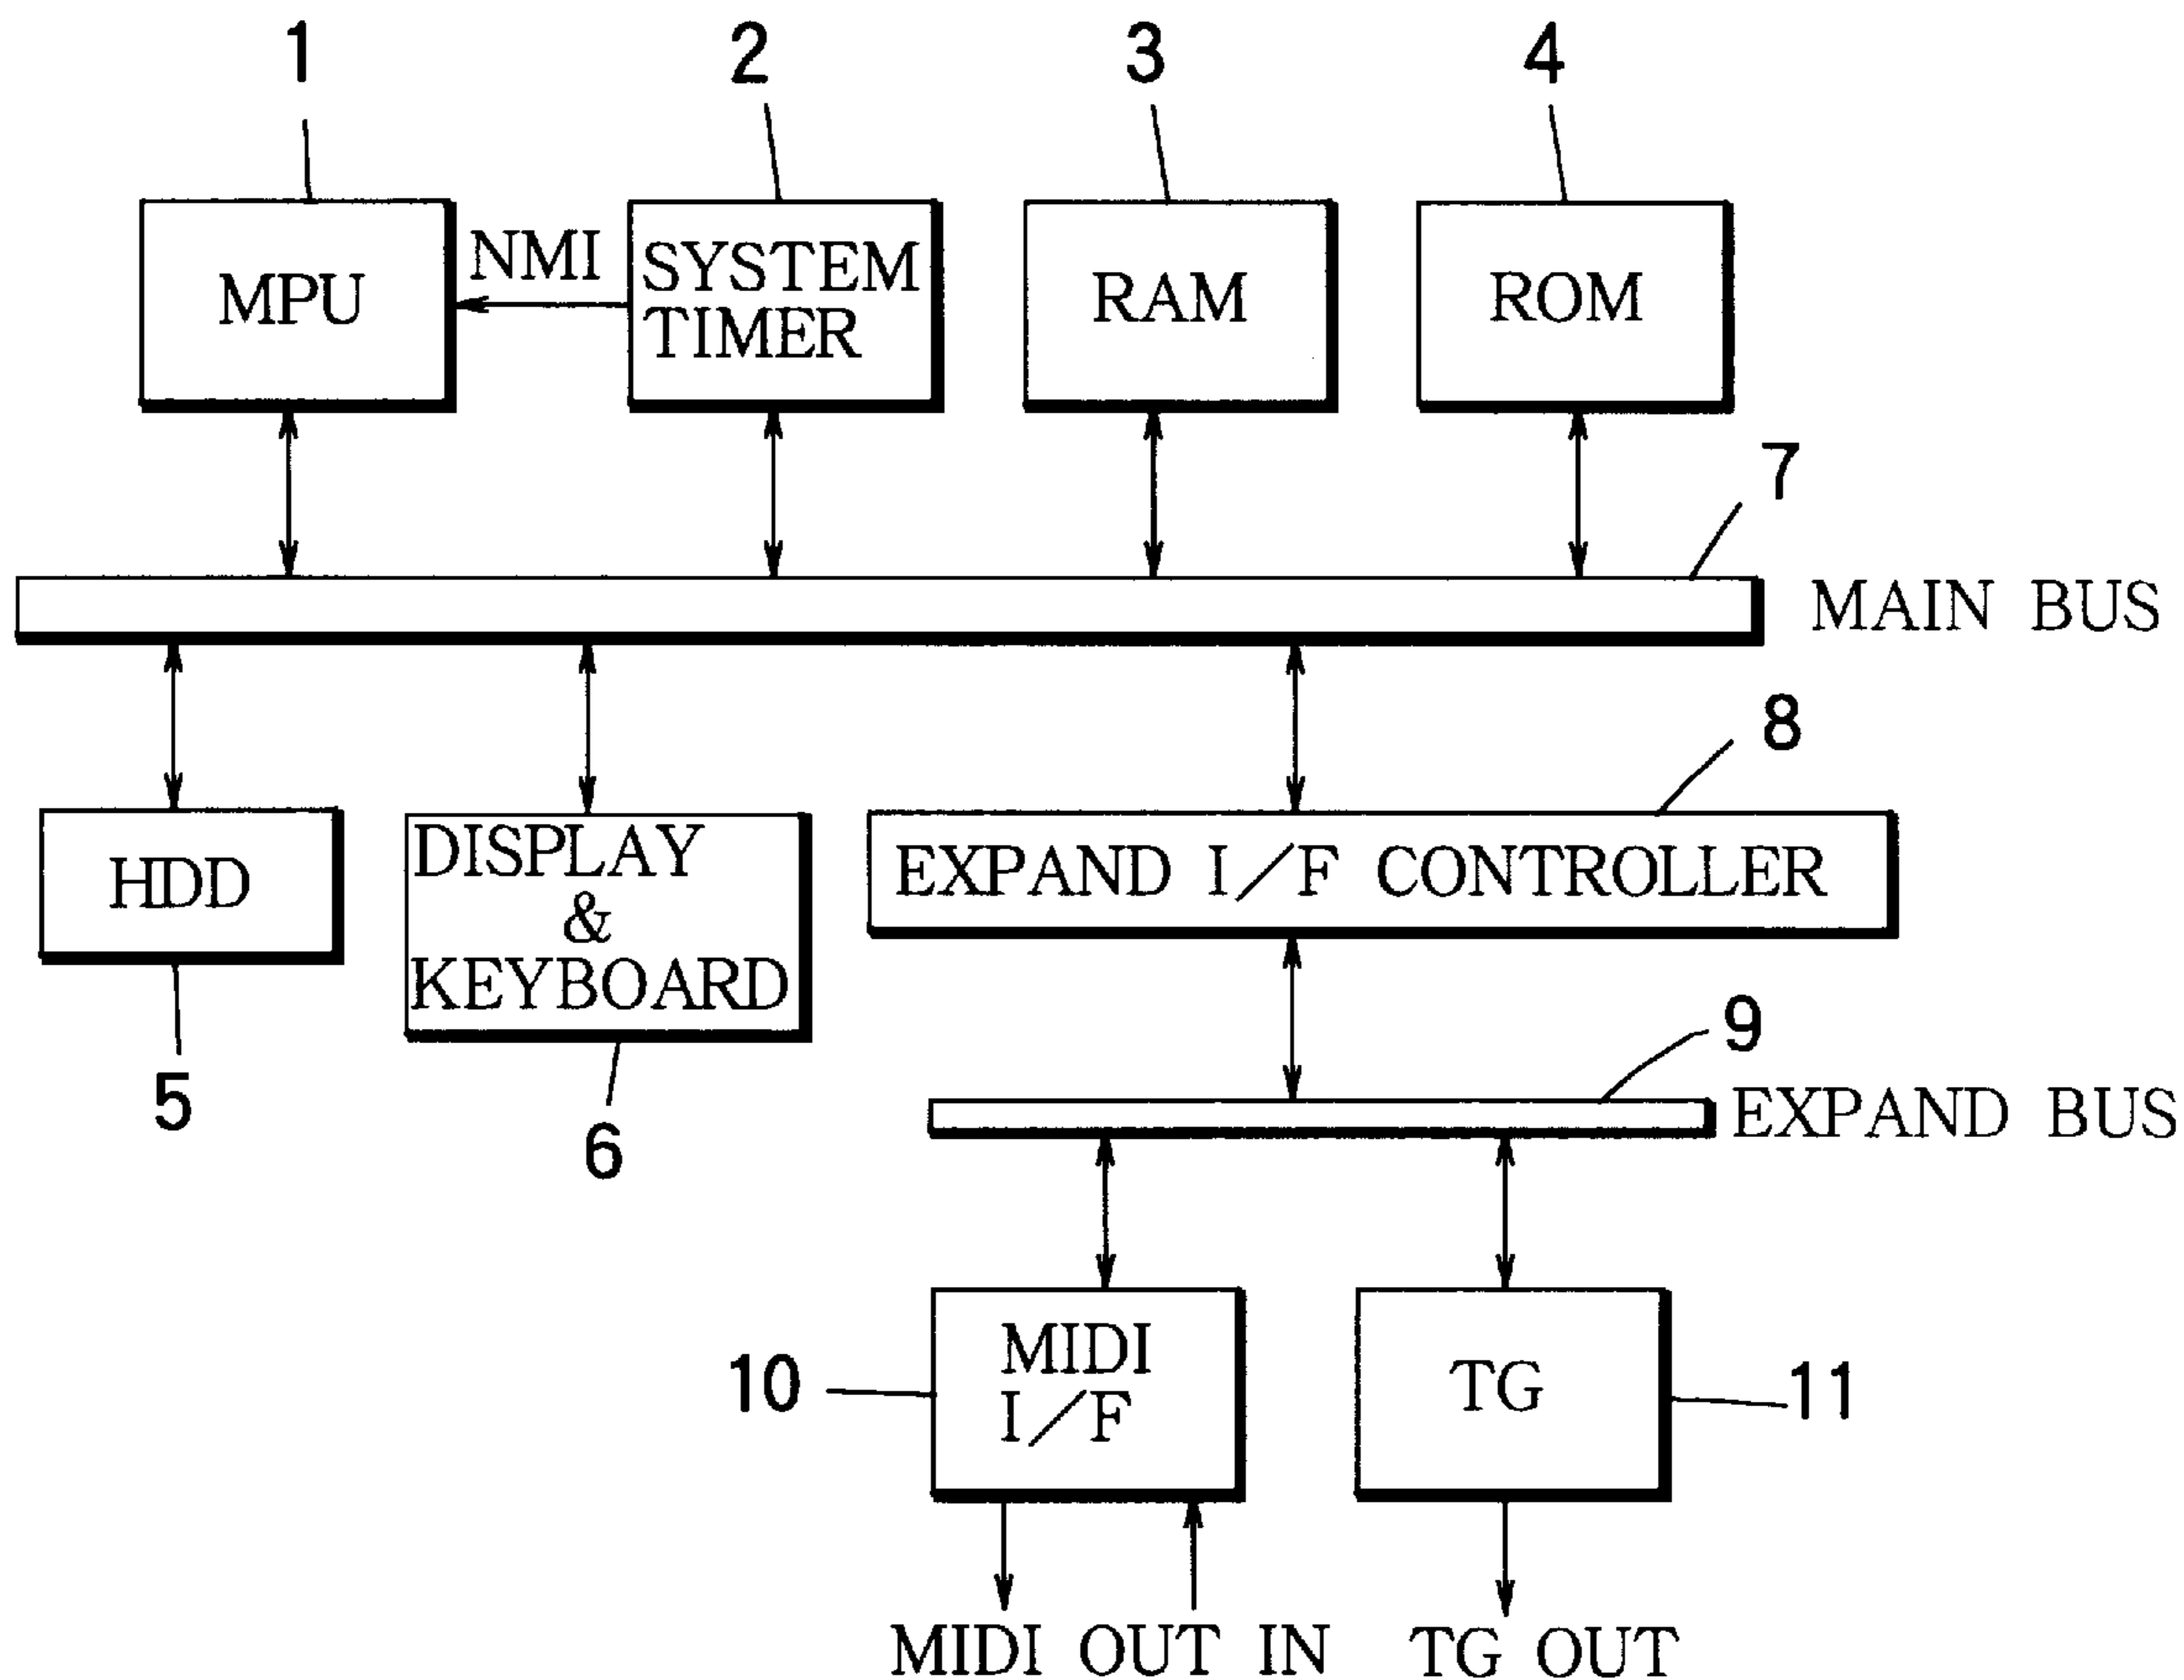 1
2
3
4
MPU
NMI
SYSTEM
TIMER
RAM
ROM
7
MAIN BUS
8
HDD
DISPLAY
&
KEYBOARD
EXPAND I/F CONTROLLER
5
6
9
EXPAND BUS
10
MIDI
I/F
TG
11
MIDI OUT IN
TG OUT